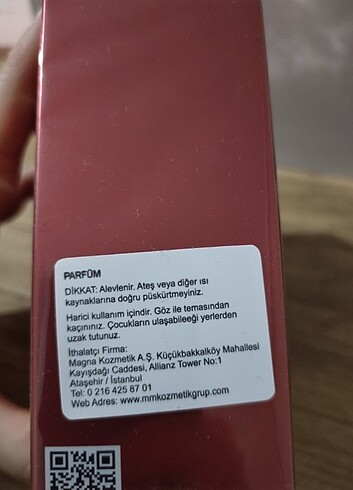 PARFÜM
DİKKAT: Alevlenir. Ateş veya diğer ısı
kaynaklarına doğru püskürtmeyiniz.
Harici kullanım içindir. Göz ile temasından
kaçınınız. Çocukların ulaşabileeği yerlerden
uzak tutunuz.
İthalatçı Firma:
Magna Kozmetik A.Ş. Küçükbakkalköy Mahallesi
Kayışdağı Caddesi, Allianz Tower No:1
Ataşehir / İstanbul
Tel: 0 216 425 87 01
Web Adres: www.mmkozmetikgrup.com